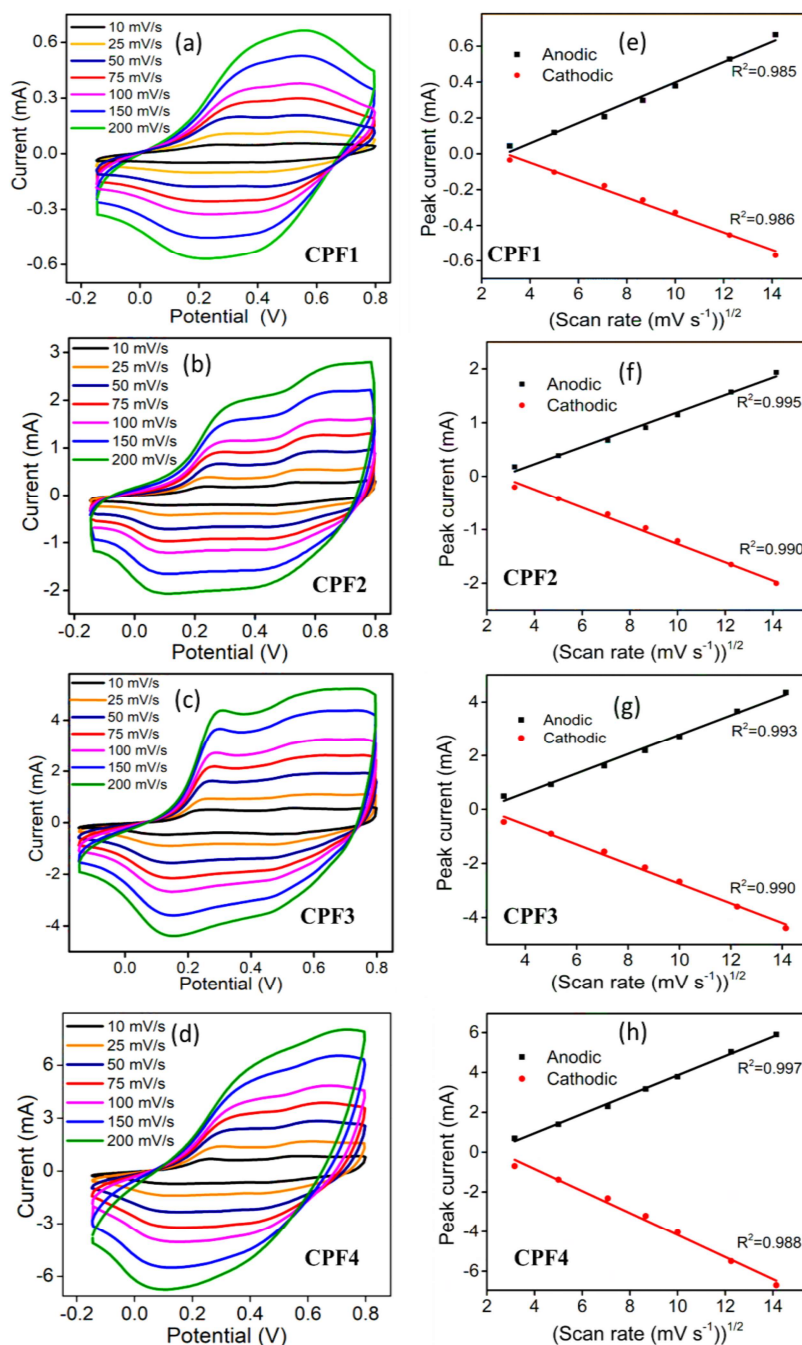 (a)
10 mV/s
25 mV/s
50 mV/s
75 mV/s
100 mV/s
150 mV/s
200 mV/s
0.6
0.3
0.0
-0.3
-0.6
Current (mA)
CPF1
0.0 0.2 0.4 0.6 0.8
Potential (V)
(e)
Anodic
Cathodic
R²=0.985
R²=0.986
0.6
0.4
0.2
0.0
-0.2
-0.4
-0.6
Peak current (mA)
CPF1
2 4 6 8 10 12 14
(Scan rate (mV s⁻¹))¹/²
(b)
10 mV/s
25 mV/s
50 mV/s
75 mV/s
100 mV/s
150 mV/s
200 mV/s
3
2
1
0
-1
-2
Current (mA)
CPF2
-0.2 0.0 0.2 0.4 0.6 0.8
Potential (V)
(f)
Anodic
Cathodic
R²=0.995
R²=0.990
2
1
0
-1
-2
Peak current (mA)
CPF2
2 4 6 8 10 12 14
(Scan rate (mV s⁻¹))¹/²
(c)
10 mV/s
25 mV/s
50 mV/s
75 mV/s
100 mV/s
150 mV/s
200 mV/s
4
2
0
-2
-4
Current (mA)
CPF3
0.0 0.2 0.4 0.6 0.8
Potential (V)
(g)
Anodic
Cathodic
R²=0.993
R²=0.990
4
2
0
-2
-4
Peak current (mA)
CPF3
2 4 6 8 10 12 14
(Scan rate (mV s⁻¹))¹/²
(d)
10 mV/s
25 mV/s
50 mV/s
75 mV/s
100 mV/s
150 mV/s
200 mV/s
6
3
0
-3
-6
Current (mA)
CPF4
-0.2 0.0 0.2 0.4 0.6 0.8
Potential (V)
(h)
Anodic
Cathodic
R²=0.997
R²=0.988
6
4
2
0
-2
-4
-6
Peak current (mA)
CPF4
2 4 6 8 10 12 14
(Scan rate (mV s⁻¹))¹/²